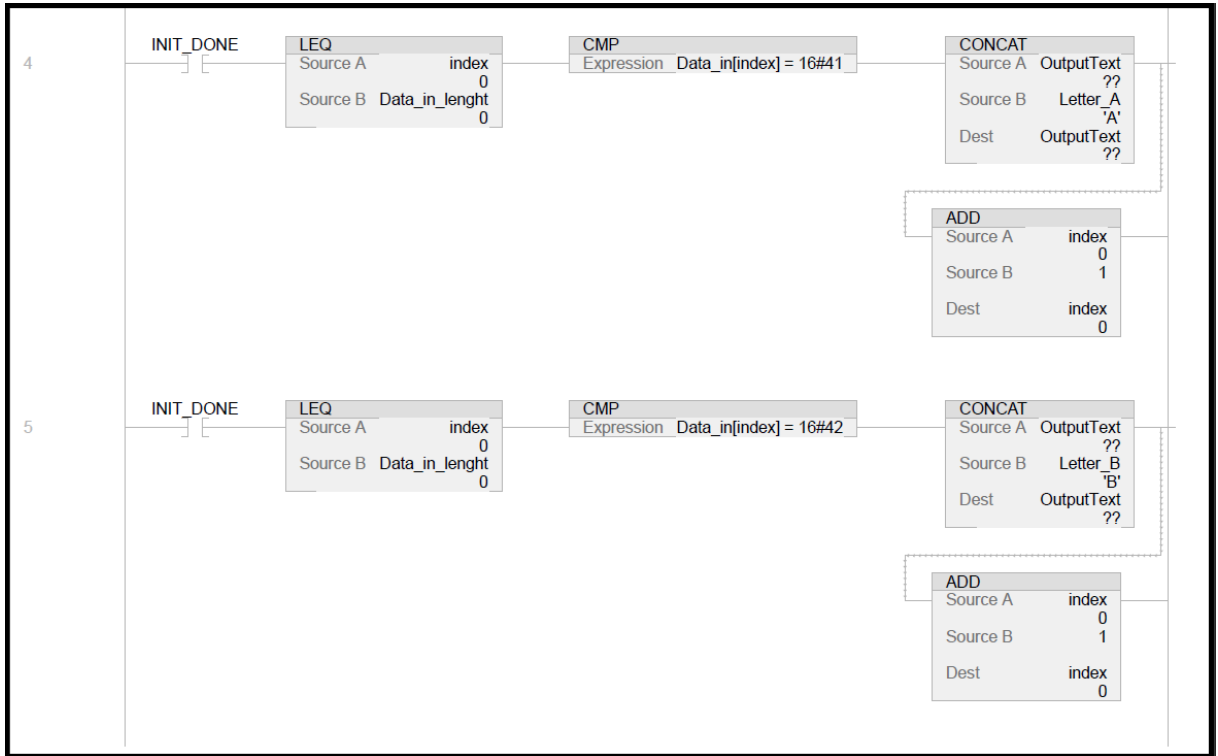 4
INIT_DONE
LEQ
Source A index
0
Source B Data_in_lenght
0
CMP
Expression Data_in[index] = 16#41
CONCAT
Source A OutputText
??
Source B Letter_A
'A'
Dest OutputText
??
ADD
Source A index
0
Source B 1
Dest index
0
5
INIT_DONE
LEQ
Source A index
0
Source B Data_in_lenght
0
CMP
Expression Data_in[index] = 16#42
CONCAT
Source A OutputText
??
Source B Letter_B
'B'
Dest OutputText
??
ADD
Source A index
0
Source B 1
Dest index
0